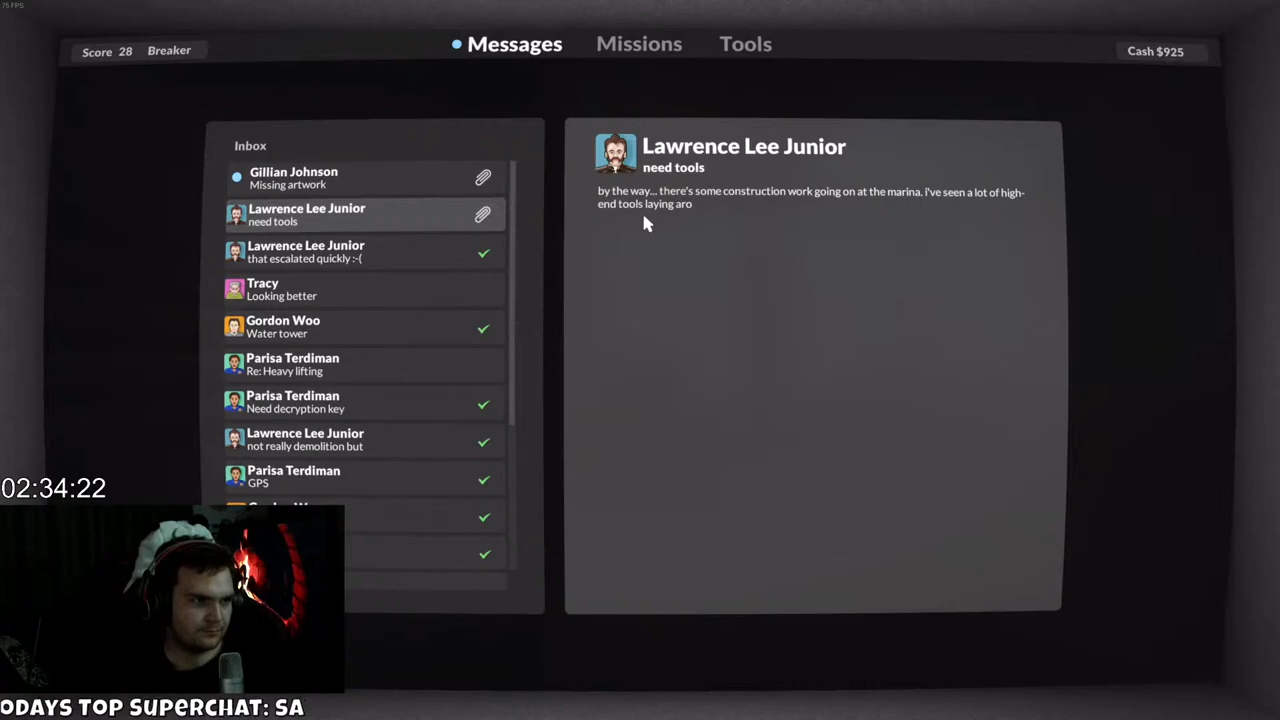 75 FPS
Score 28 Breaker
Messages Missions Tools
Cash $925
Inbox
Gillian Johnson
Missing artwork
Lawrence Lee Junior
need tools
Lawrence Lee Junior
that escalated quickly :-(
Tracy
Looking better
Gordon Woo
Water tower
Parisa Terdiman
Re: Heavy lifting
Parisa Terdiman
Need decryption key
Lawrence Lee Junior
not really demolition but
Parisa Terdiman
GPS
Lawrence Lee Junior
need tools
by the way... there's some construction work going on at the marina. i've seen a lot of high-
end tools laying aro
02:34:22
ODAYS TOP SUPERCHAT: SA